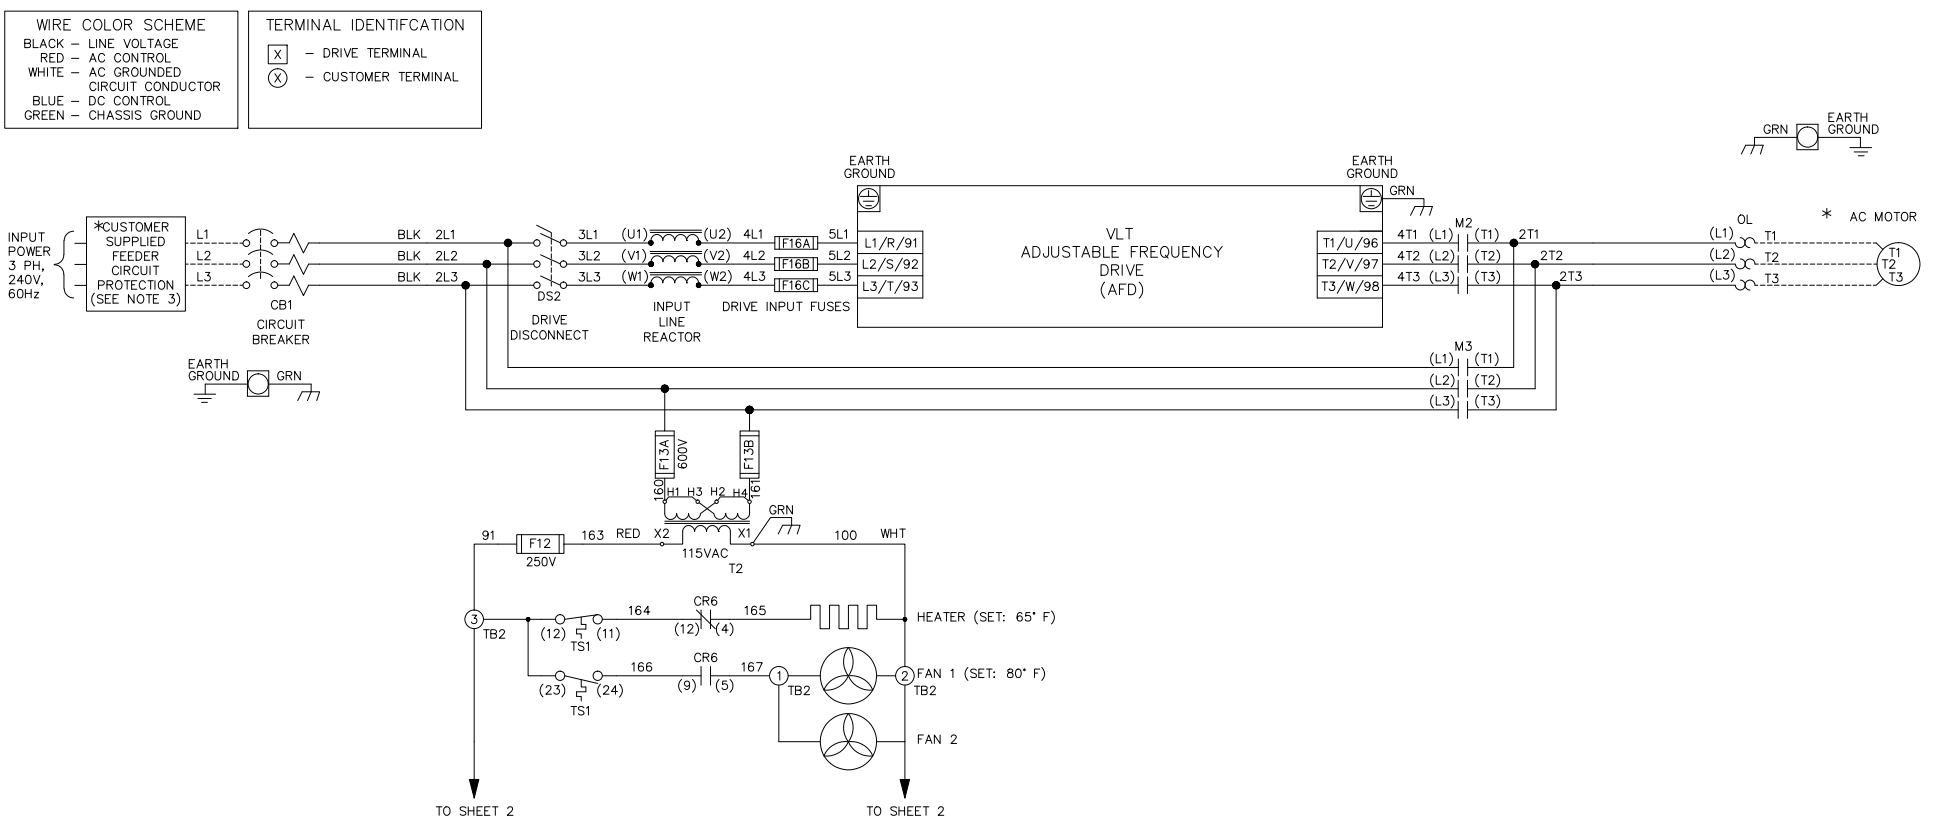 WIRE COLOR SCHEME
BLACK – LINE VOLTAGE
RED – AC CONTROL
WHITE – AC GROUNDED
CIRCUIT CONDUCTOR
BLUE – DC CONTROL
GREEN – CHASSIS GROUND
TERMINAL IDENTIFCATION
X – DRIVE TERMINAL
X – CUSTOMER TERMINAL
GRN
EARTH
GROUND
INPUT
POWER
3 PH,
240V,
60Hz
*CUSTOMER
SUPPLIED
FEEDER
CIRCUIT
PROTECTION
(SEE NOTE 3)
L1
L2
L3
CB1
CIRCUIT
BREAKER
BLK 2L1
BLK 2L2
BLK 2L3
DS2
DRIVE
DISCONNECT
3L1
3L2
3L3
(U1) (U2)
(V1) (V2)
(W1) (W2)
INPUT
LINE
REACTOR
4L1 F16A 5L1
4L2 F16B 5L2
4L3 F16C 5L3
DRIVE INPUT FUSES
EARTH
GROUND
L1/R/91
L2/S/92
L3/T/93
VLT
ADJUSTABLE FREQUENCY
DRIVE
(AFD)
EARTH
GROUND
GRN
T1/U/96
T2/V/97
T3/W/98
M2
4T1 (L1) (T1) 2T1
4T2 (L2) (T2) 2T2
4T3 (L3) (T3) 2T3
OL
(L1) T1
(L2) T2
(L3) T3
* AC MOTOR
T1
T2
T3
M3
(L1) (T1)
(L2) (T2)
(L3) (T3)
EARTH
GROUND
GRN
F13A
600V
F13B
160
161
H1 H3 H2 H4
GRN
91 F12 163 RED X2 X1 100 WHT
250V
115VAC
T2
3
TB2
(12) (11)
TS1
164
CR6
(12) (4)
165
HEATER (SET: 65° F)
(23) (24)
TS1
166
CR6
(9) (5)
167
1
TB2
2
TB2
FAN 1 (SET: 80° F)
FAN 2
TO SHEET 2
TO SHEET 2